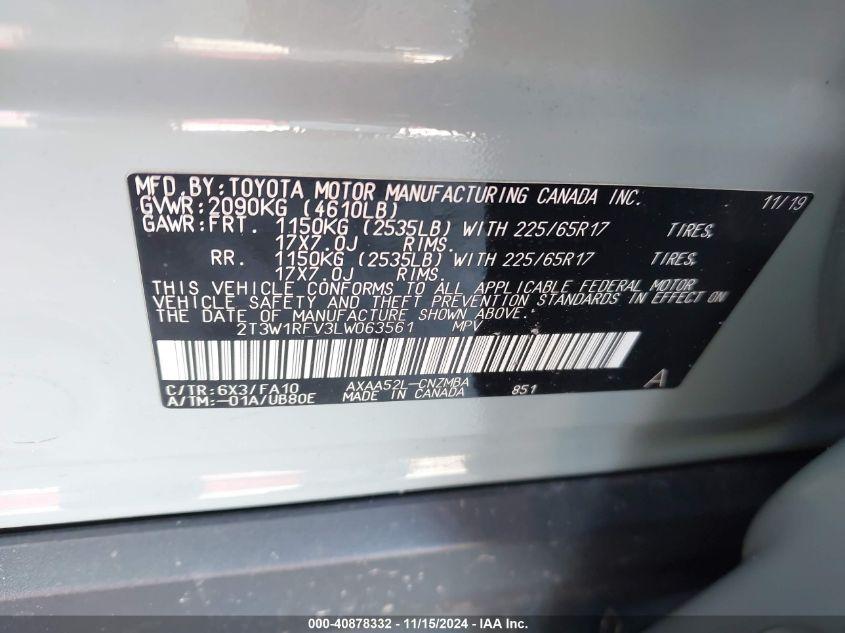 MFD. BY: TOYOTA MOTOR MANUFACTURING CANADA INC. 11/19
GVWR: 2090KG (4610LB)
GAWR: FRT. 1150KG (2535LB) WITH 225/65R17 TIRES,
17X7.0J RIMS.
RR. 1150KG (2535LB) WITH 225/65R17 TIRES,
17X7.0J RIMS.
THIS VEHICLE CONFORMS TO ALL APPLICABLE FEDERAL MOTOR
VEHICLE SAFETY AND THEFT PREVENTION STANDARDS IN EFFECT ON
THE DATE OF MANUFACTURE SHOWN ABOVE.
2T3W1RFV3LW063561 MPV
C/TR: 6X3/FA10 AXAA52L-CNZMBA A
A/TM: -01A/UB80E MADE IN CANADA 851
000-40878332 - 11/15/2024 - IAA Inc.